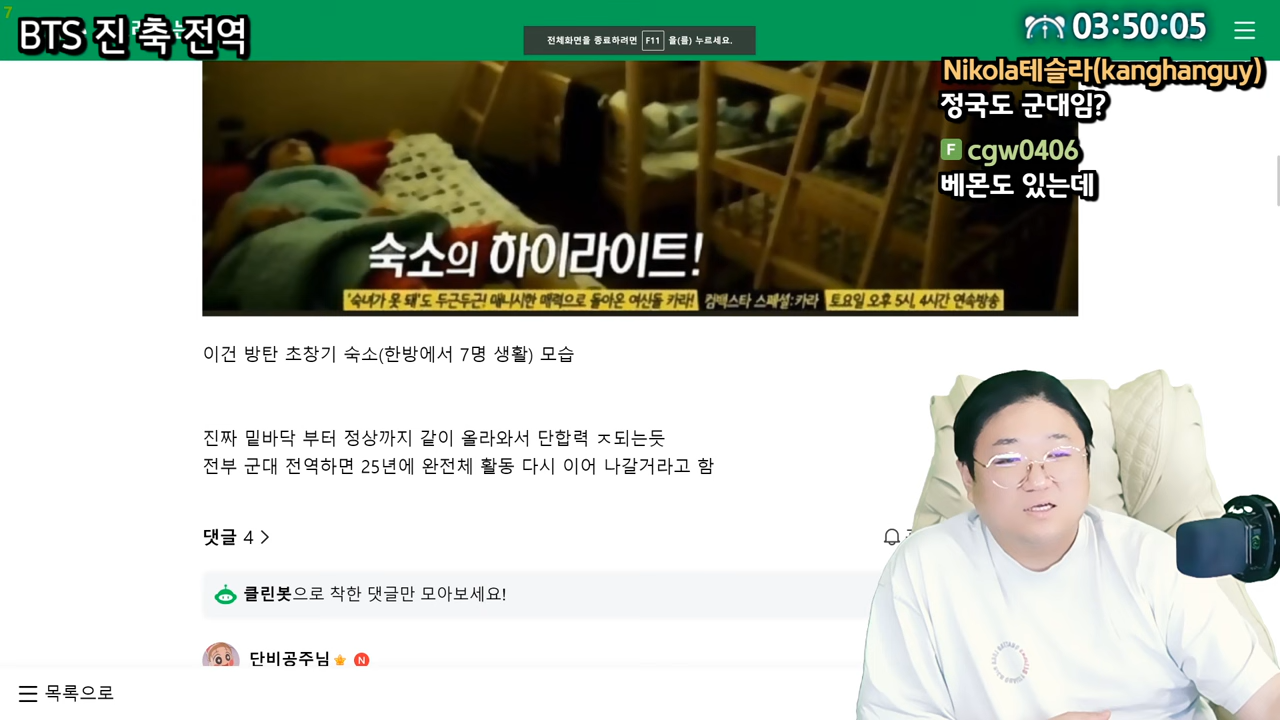 7
BTS 진 축 전역
전체화면을 종료하려면 F11 을(를) 누르세요.
03:50:05
Nikola테슬라(kanghanguy)
정국도 군대임?
F cgw0406
베몬도 있는데
숙소의 하이라이트!
'숙녀가 못 돼'도 두근두근! 매니시한 매력으로 돌아온 여신들 카라! 컴백스타 스페셜:카라 토요일 오후 5시, 4시간 연속방송
이건 방탄 초창기 숙소(한방에서 7명 생활) 모습
진짜 밑바닥 부터 정상까지 같이 올라와서 단합력 ㅈ되는듯
전부 군대 전역하면 25년에 완전체 활동 다시 이어 나갈거라고 함
댓글 4 >
클린봇으로 착한 댓글만 모아보세요!
단비공주님 N
목록으로